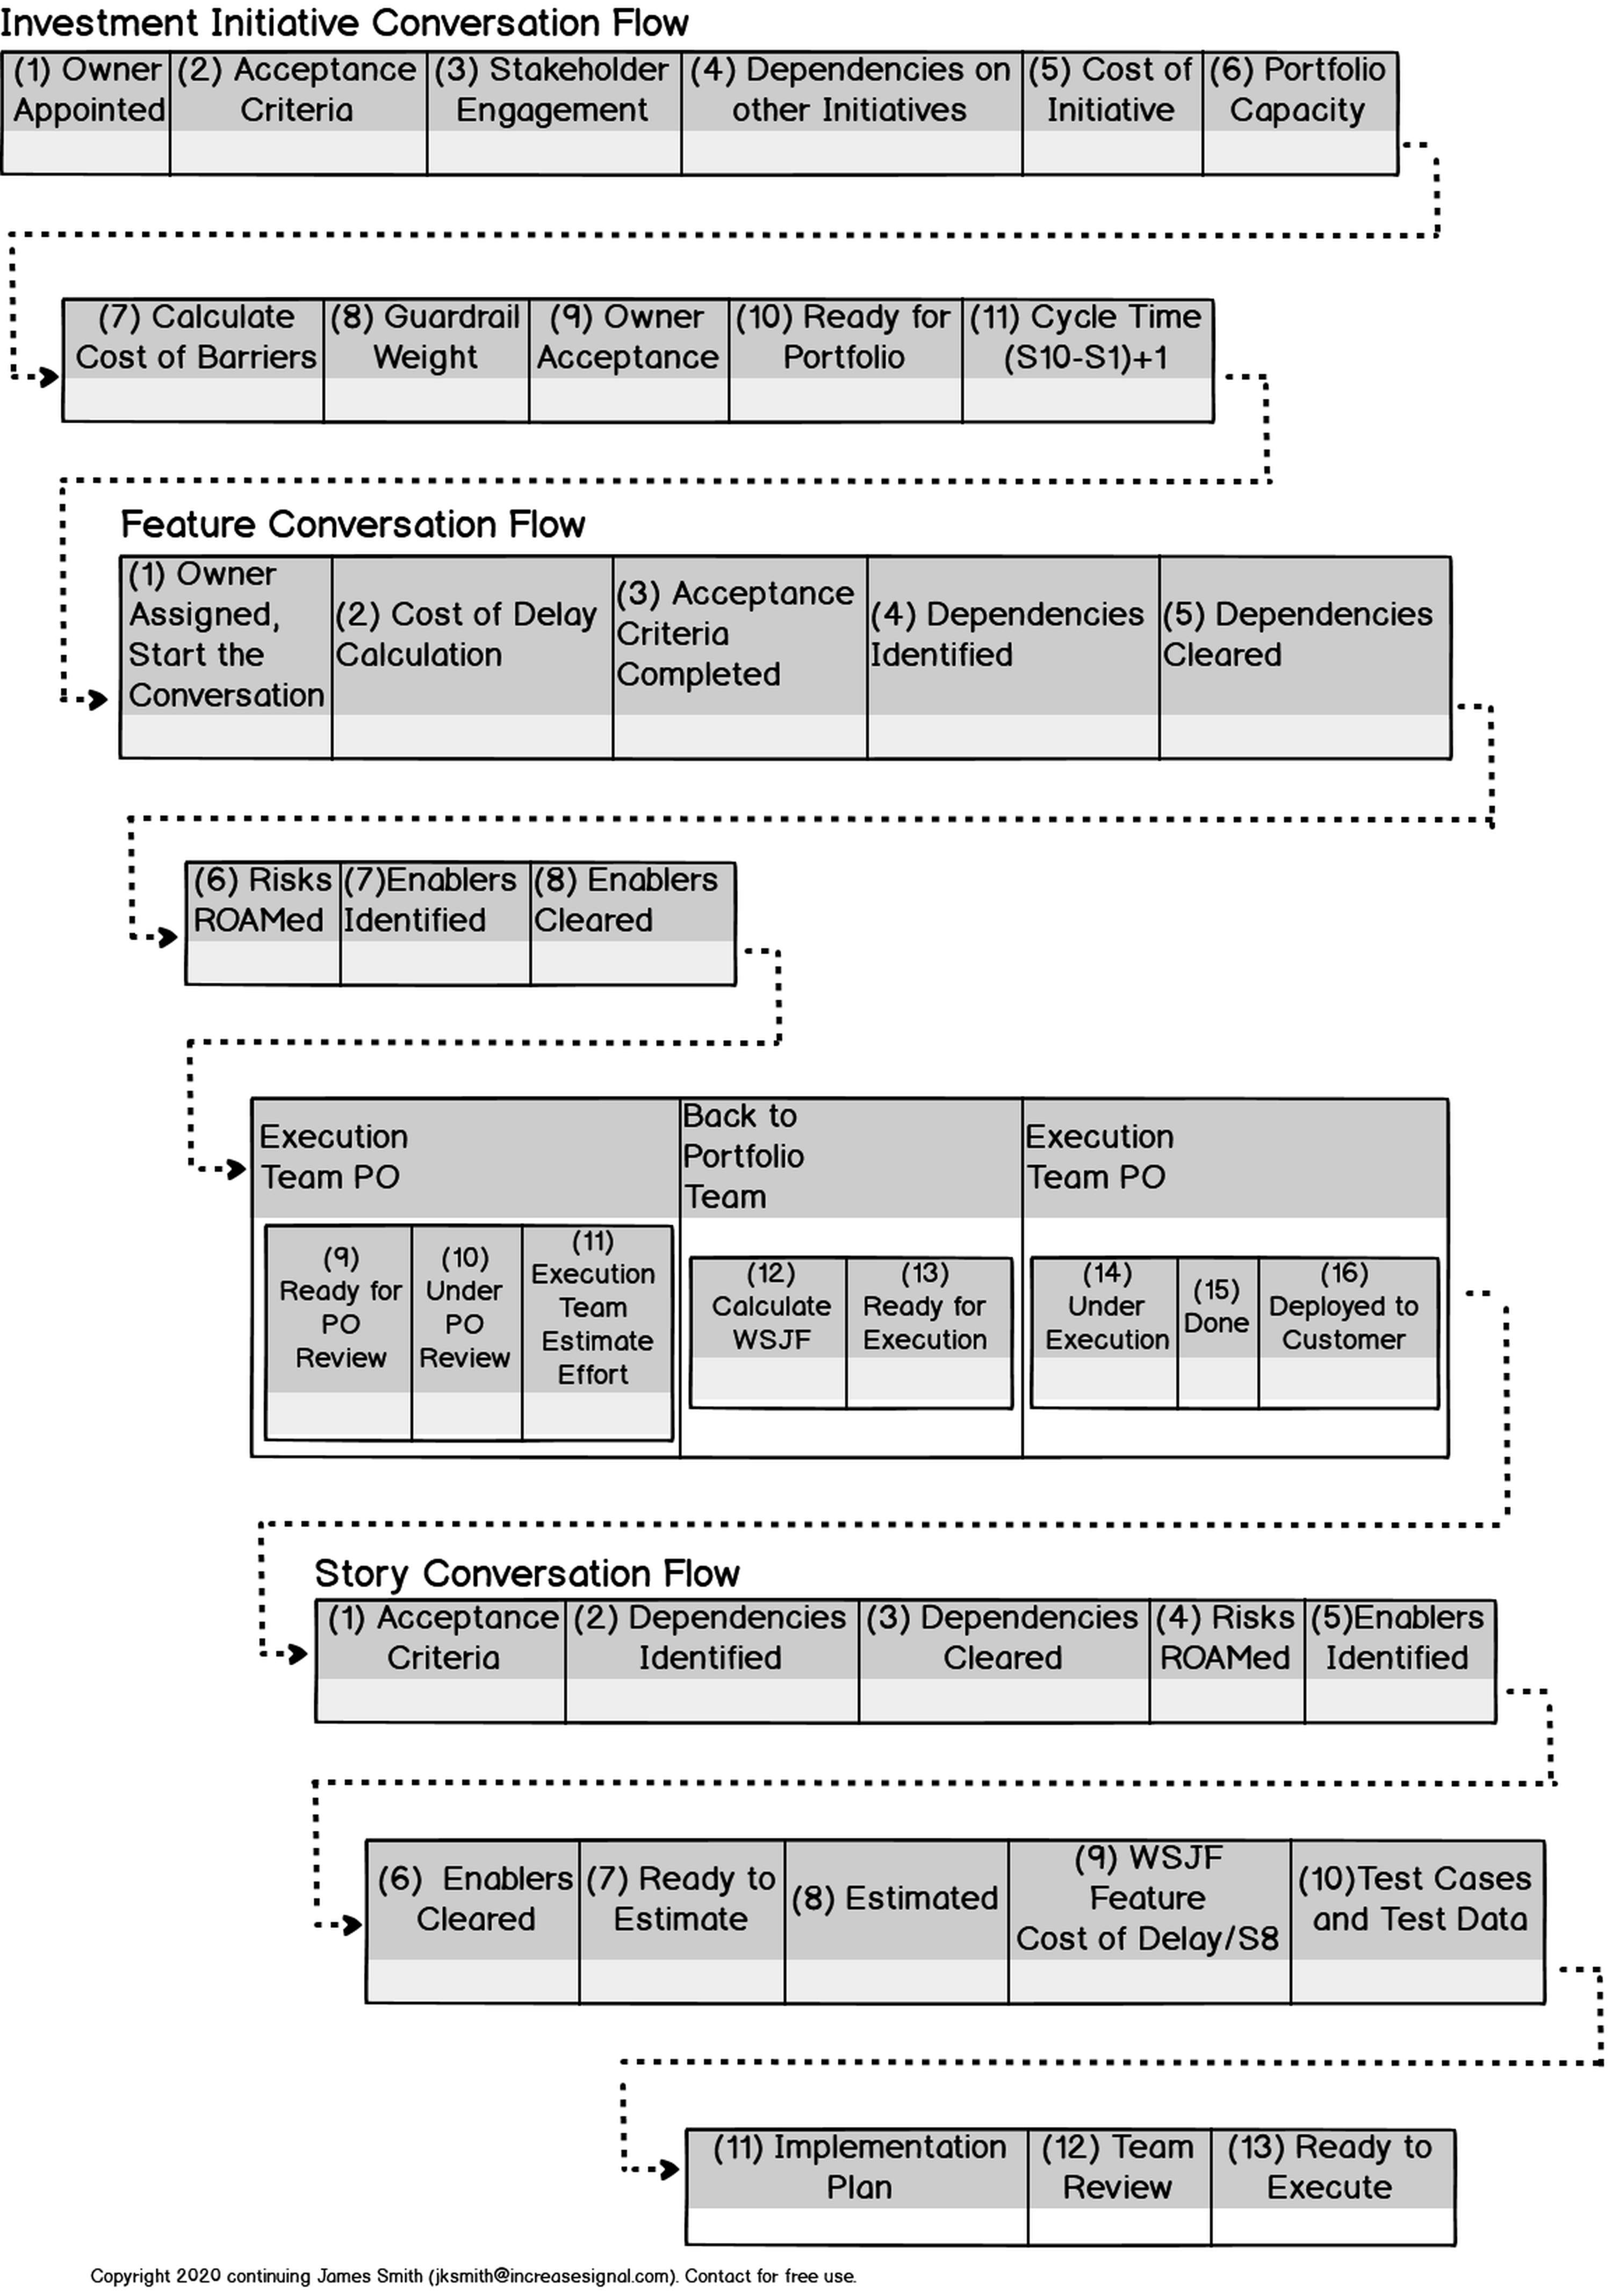 Investment Initiative Conversation Flow
(1) Owner
Appointed
(2) Acceptance
Criteria
(3) Stakeholder
Engagement
(4) Dependencies on
other Initiatives
(5) Cost of
Initiative
(6) Portfolio
Capacity
(7) Calculate
Cost of Barriers
(8) Guardrail
Weight
(9) Owner
Acceptance
(10) Ready for
Portfolio
(11) Cycle Time
(S10-S1)+1
Feature Conversation Flow
(1) Owner
Assigned,
Start the
Conversation
(2) Cost of Delay
Calculation
(3) Acceptance
Criteria
Completed
(4) Dependencies
Identified
(5) Dependencies
Cleared
(6) Risks
ROAMed
(7)Enablers
Identified
(8) Enablers
Cleared
Execution
Team PO
(9)
Ready for
PO
Review
(10)
Under
PO
Review
(11)
Execution
Team
Estimate
Effort
Back to
Portfolio
Team
(12)
Calculate
WSJF
(13)
Ready for
Execution
Execution
Team PO
(14)
Under
Execution
(15)
Done
(16)
Deployed to
Customer
Story Conversation Flow
(1) Acceptance
Criteria
(2) Dependencies
Identified
(3) Dependencies
Cleared
(4) Risks
ROAMed
(5)Enablers
Identified
(6) Enablers
Cleared
(7) Ready to
Estimate
(8) Estimated
(9) WSJF
Feature
Cost of Delay/S8
(10)Test Cases
and Test Data
(11) Implementation
Plan
(12) Team
Review
(13) Ready to
Execute
Copyright 2020 continuing James Smith (jksmith@increasesignal.com). Contact for free use.